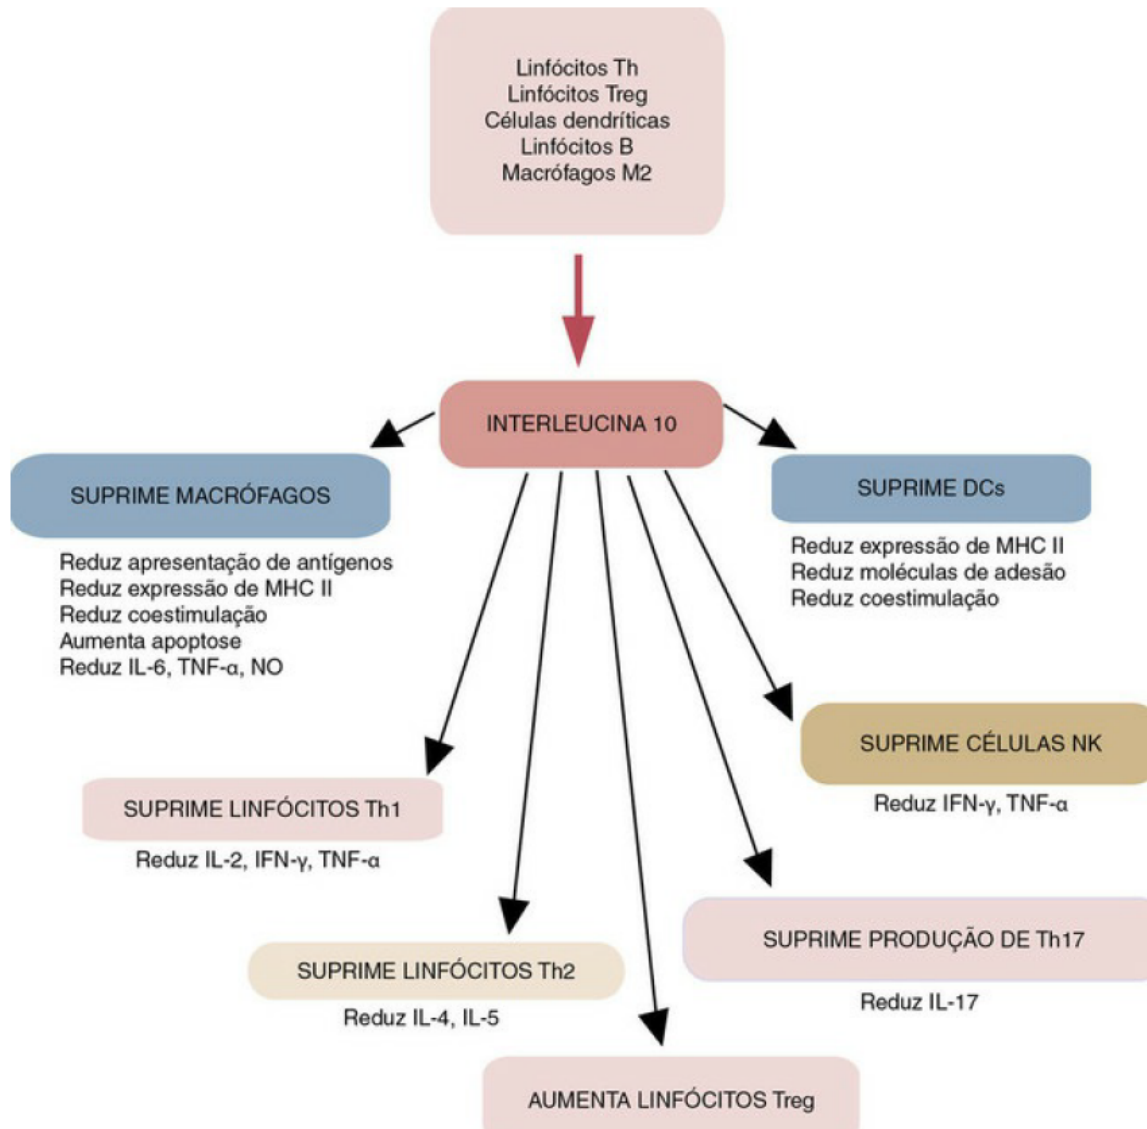 Linfócitos Th
Linfócitos Treg
Células dendríticas
Linfócitos B
Macrófagos M2
INTERLEUCINA 10
SUPRIME MACRÓFAGOS
Reduz apresentação de antígenos
Reduz expressão de MHC II
Reduz coestimulação
Aumenta apoptose
Reduz IL-6, TNF-α, NO
SUPRIME DCs
Reduz expressão de MHC II
Reduz moléculas de adesão
Reduz coestimulação
SUPRIME CÉLULAS NK
Reduz IFN-γ, TNF-α
SUPRIME LINFÓCITOS Th1
Reduz IL-2, IFN-γ, TNF-α
SUPRIME PRODUÇÃO DE Th17
Reduz IL-17
SUPRIME LINFÓCITOS Th2
Reduz IL-4, IL-5
AUMENTA LINFÓCITOS Treg